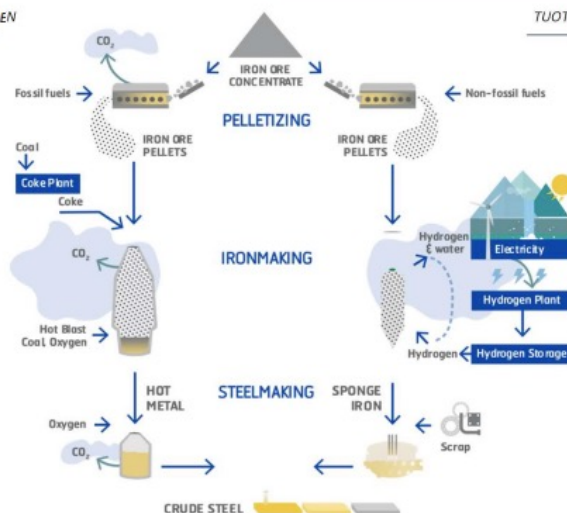 EN
TUOT
CO₂
IRON ORE
CONCENTRATE
Fossil fuels
Non-fossil fuels
PELLETIZING
IRON ORE
PELLETS
IRON ORE
PELLETS
Coal
Coke Plant
Coke
Hydrogen
& water
Electricity
CO₂
IRONMAKING
Hydrogen Plant
Hot Blast
Coal, Oxygen
Hydrogen
Hydrogen Storage
HOT
METAL
STEELMAKING
SPONGE
IRON
Oxygen
Scrap
CO₂
CRUDE STEEL